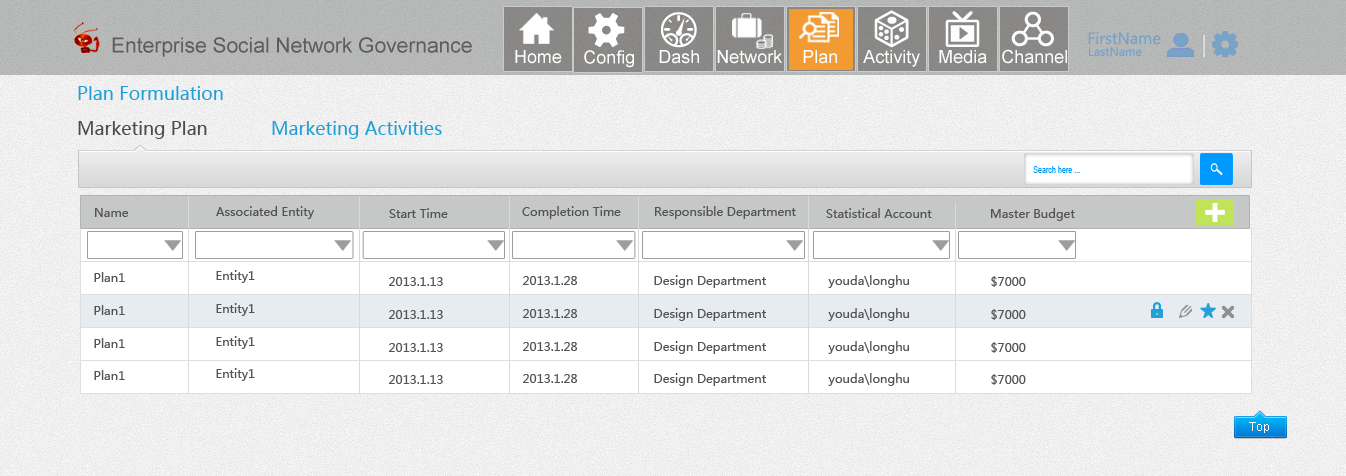 Enterprise Social Network Governance
Home Config Dash Network Plan Activity Media Channel
FirstName
LastName
Plan Formulation
Marketing Plan Marketing Activities
Search here ...
Name Associated Entity Start Time Completion Time Responsible Department Statistical Account Master Budget
Plan1 Entity1 2013.1.13 2013.1.28 Design Department youda\longhu $7000
Plan1 Entity1 2013.1.13 2013.1.28 Design Department youda\longhu $7000
Plan1 Entity1 2013.1.13 2013.1.28 Design Department youda\longhu $7000
Plan1 Entity1 2013.1.13 2013.1.28 Design Department youda\longhu $7000
Top